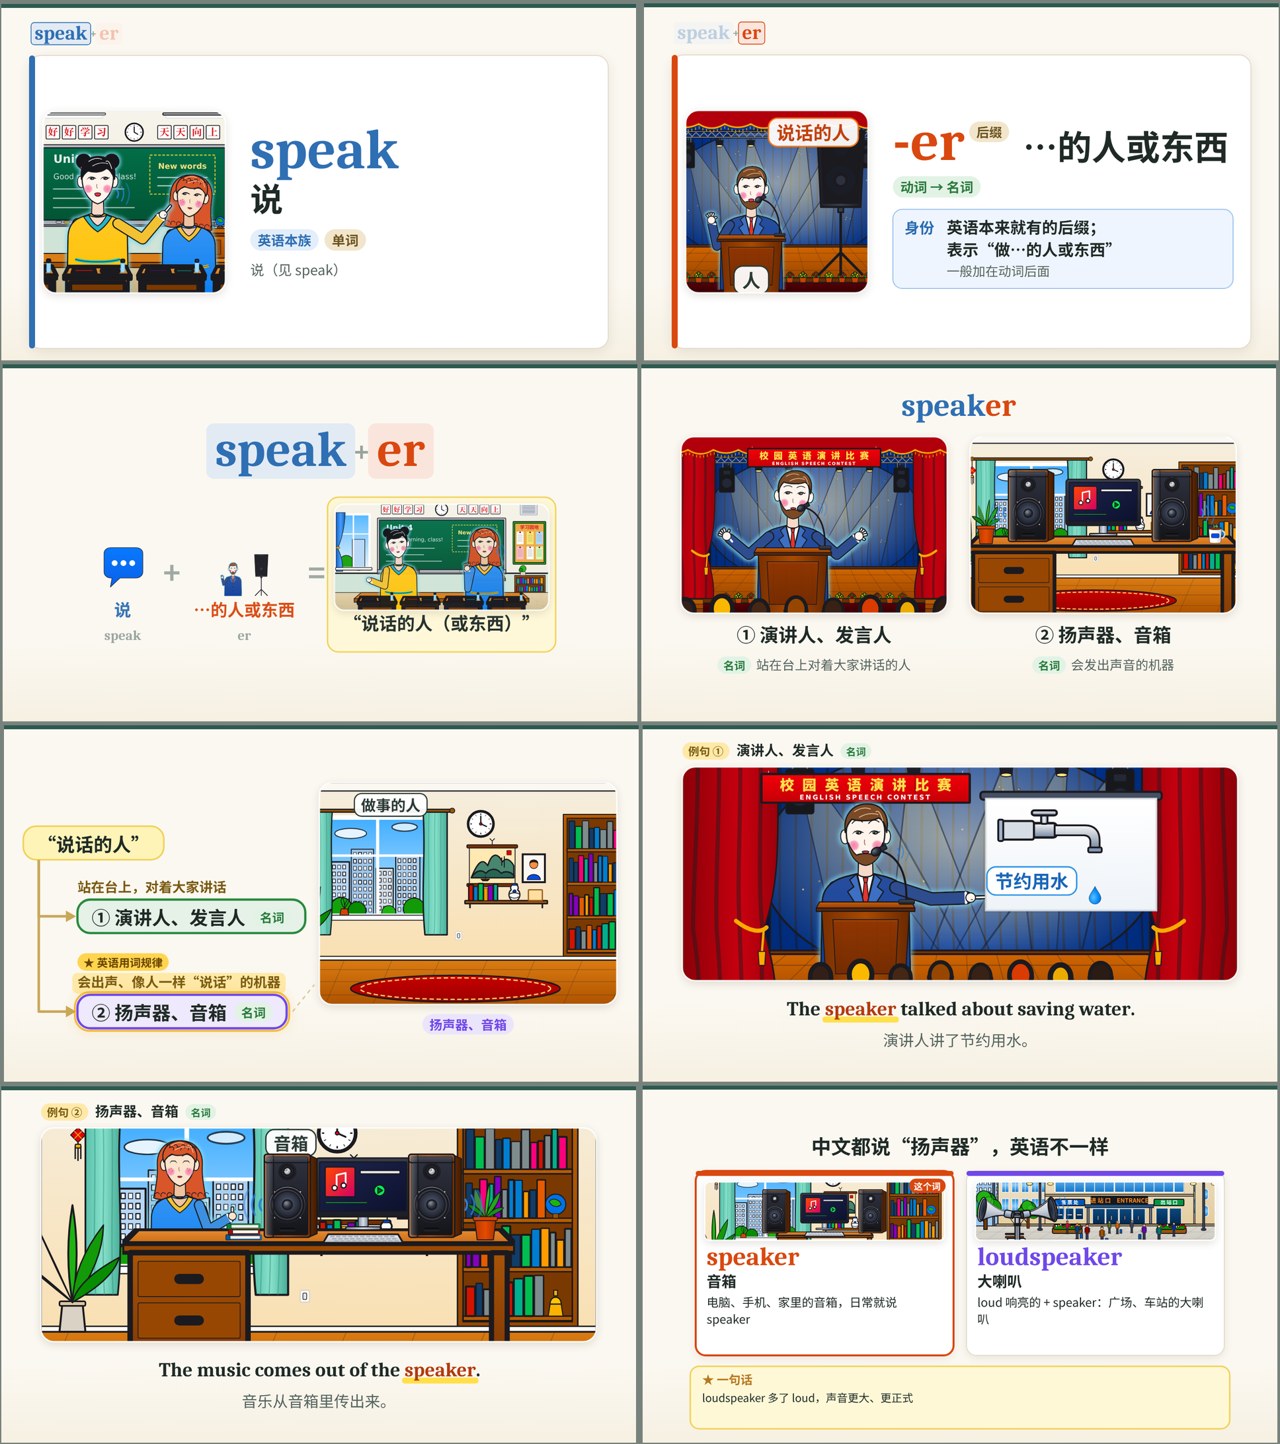 speak + er
好好学习 天天向上
Uni
New words
Good class!
speak
说
英语本族 单词
说（见 speak）
speak + er
说话的人
人
-er 后缀 …的人或东西
动词 → 名词
身份 英语本来就有的后缀；
表示“做…的人或东西”
一般加在动词后面
speak + er
说
speak
+
…的人或东西
er
=
好好学习 天天向上
“说话的人（或东西）”
speaker
校园英语演讲比赛
ENGLISH SPEECH CONTEST
① 演讲人、发言人
名词 站在台上对着大家讲话的人
② 扬声器、音箱
名词 会发出声音的机器
“说话的人”
站在台上，对着大家讲话
① 演讲人、发言人 名词
★ 英语用词规律
会出声、像人一样“说话”的机器
② 扬声器、音箱 名词
做事的人
扬声器、音箱
例句 ① 演讲人、发言人 名词
校园英语演讲比赛
ENGLISH SPEECH CONTEST
节约用水
The speaker talked about saving water.
演讲人讲了节约用水。
例句 ② 扬声器、音箱 名词
音箱
The music comes out of the speaker.
音乐从音箱里传出来。
中文都说“扬声器”，英语不一样
这个词
speaker
音箱
电脑、手机、家里的音箱，日常就说
speaker
进站口 ENTRANCE
loudspeaker
大喇叭
loud 响亮的 + speaker：广场、车站的大喇
叭
★ 一句话
loudspeaker 多了 loud，声音更大、更正式